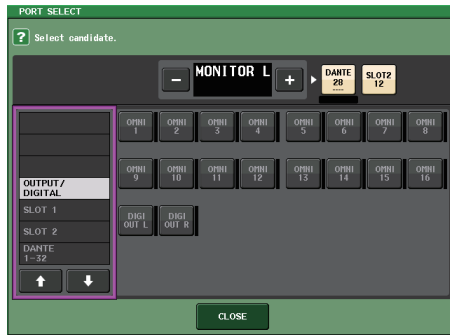 PORT SELECT
? Select candidate.
- MONITOR L + DANTE 28 ---- SLOT2 12
OMNI 1 OMNI 2 OMNI 3 OMNI 4 OMNI 5 OMNI 6 OMNI 7 OMNI 8
OMNI 9 OMNI 10 OMNI 11 OMNI 12 OMNI 13 OMNI 14 OMNI 15 OMNI 16
OUTPUT/
DIGITAL
SLOT 1
SLOT 2
DANTE
1-32
DIGI OUT L DIGI OUT R
CLOSE